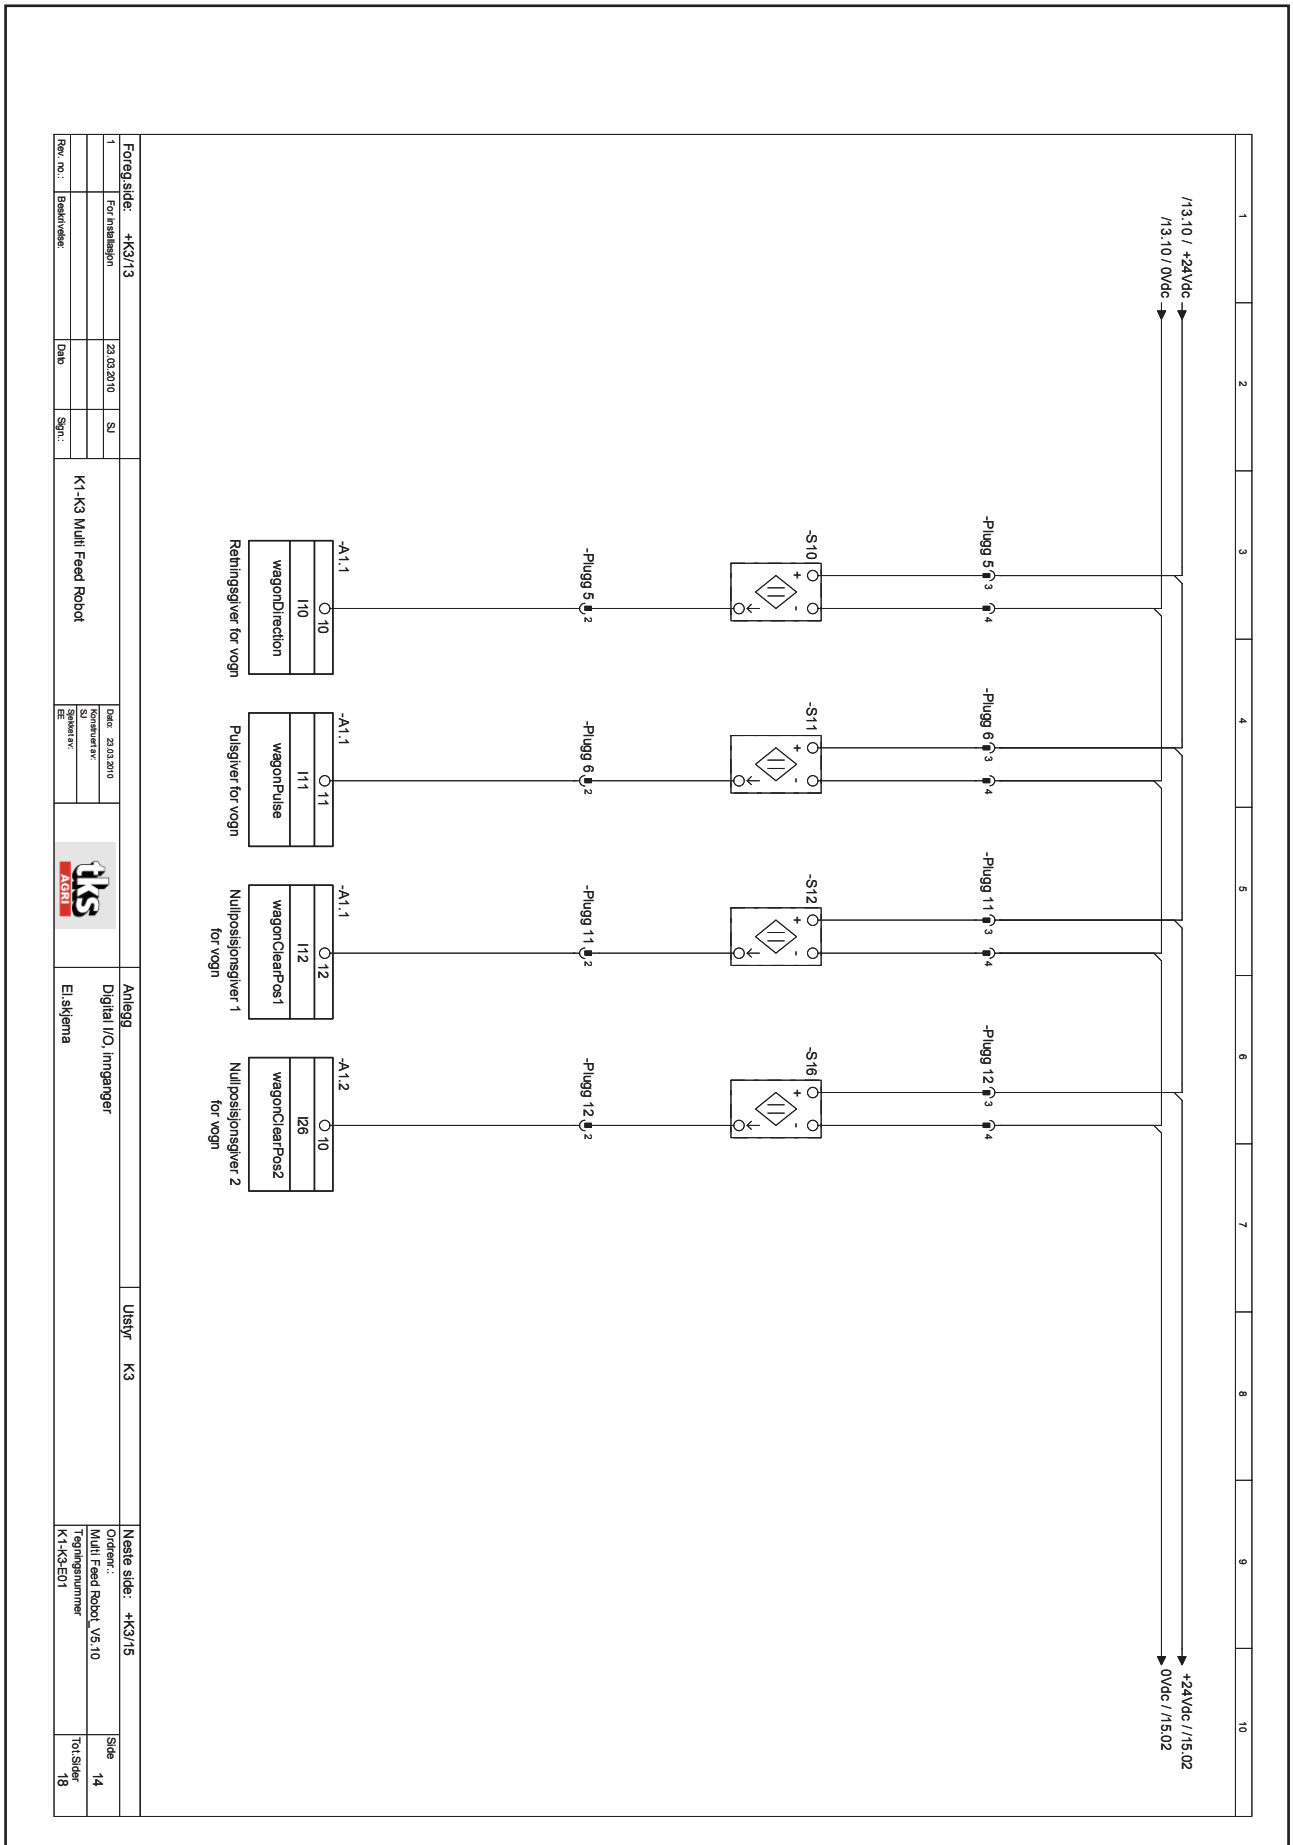 1 2 3 4 5 6 7 8 9 10
/13.10 / +24Vdc
/13.10 / 0Vdc
+24Vdc / /15.02
0Vdc / /15.02
-Plugg 5 3 4
-Plugg 6 3 4
-Plugg 11 3 4
-Plugg 12 3 4
-S10 + -
-S11 + -
-S12 + -
-S16 + -
-Plugg 5 2
-Plugg 6 2
-Plugg 11 2
-Plugg 12 2
-A1.1
10
I10
wagonDirection
Retningsgiver for vogn
-A1.1
11
I11
wagonPulse
Pulsgiver for vogn
-A1.1
12
I12
wagonClearPos1
Nullposisjonsgiver 1
for vogn
-A1.2
10
I26
wagonClearPos2
Nullposisjonsgiver 2
for vogn
Foreg.side: +K3/13
1 For installasjon 23.03.2010 SJ
Rev. no.: Beskrivelse: Dato Sign.:
K1-K3 Multi Feed Robot
Dato: 23.03.2010
Konstruert av:
SJ
Sjekket av:
EE
tks
AGRI
Anlegg
Digital I/O, innganger
El.skjema
Utstyr K3
Neste side: +K3/15
Ordrenr.:
Multi Feed Robot_V5.10
Tegningsnummer
K1-K3-E01
Side
14
Tot.Sider
18